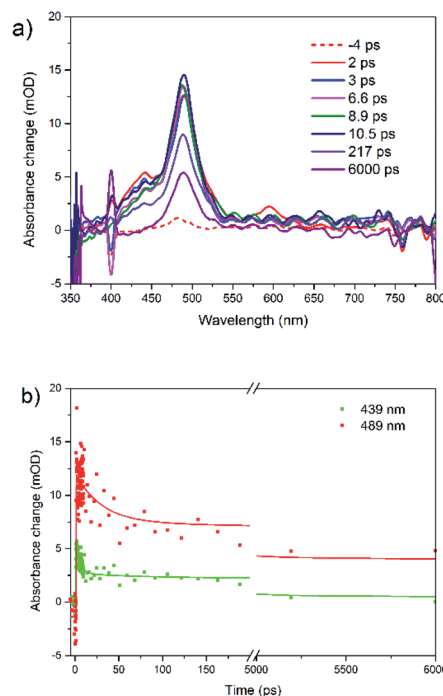 a)
20
15
10
5
0
-5
Absorbance change (mOD)
-4 ps
2 ps
3 ps
6.6 ps
8.9 ps
10.5 ps
217 ps
6000 ps
350 400 450 500 550 600 650 700 750 800
Wavelength (nm)
b)
20
15
10
5
0
-5
Absorbance change (mOD)
439 nm
489 nm
0 50 100 150 5000 5500 6000
Time (ps)